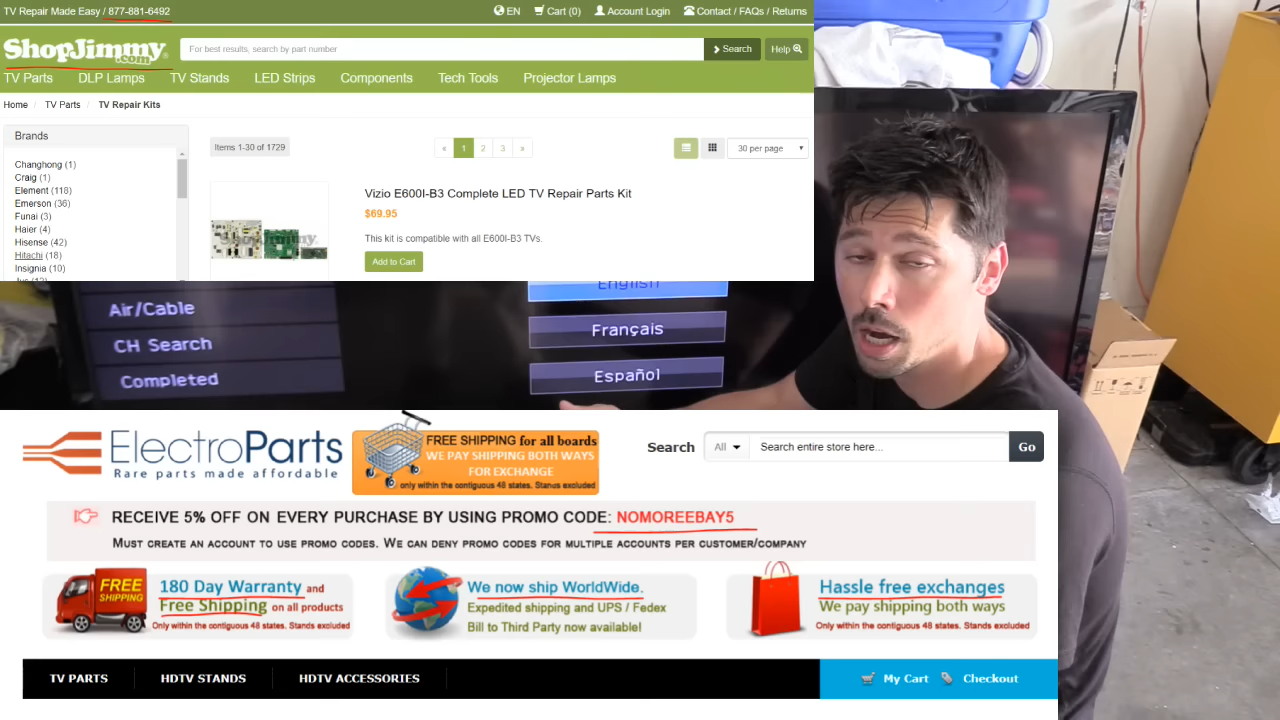 TV Repair Made Easy / 877-881-6492
EN
Cart (0)
Account Login
Contact / FAQs / Returns
ShopJimmy.com
For best results, search by part number
Search
Help
TV Parts
DLP Lamps
TV Stands
LED Strips
Components
Tech Tools
Projector Lamps
Home / TV Parts / TV Repair Kits
Brands
Changhong (1)
Craig (1)
Element (118)
Emerson (36)
Funai (3)
Haier (4)
Hisense (42)
Hitachi (18)
Insignia (10)
Items 1-30 of 1729
« 1 2 3 »
30 per page
Vizio E600I-B3 Complete LED TV Repair Parts Kit
$69.95
This kit is compatible with all E600I-B3 TVs.
Add to Cart
ShopJimmy
Air/Cable
CH Search
Completed
English
Français
Español
ElectroParts
Rare parts made affordable
FREE SHIPPING for all boards
WE PAY SHIPPING BOTH WAYS
FOR EXCHANGE
only within the contiguous 48 states. Stands excluded
Search
All
Search entire store here...
Go
RECEIVE 5% OFF ON EVERY PURCHASE BY USING PROMO CODE: NOMOREEBAY5
MUST CREATE AN ACCOUNT TO USE PROMO CODES. WE CAN DENY PROMO CODES FOR MULTIPLE ACCOUNTS PER CUSTOMER/COMPANY
FREE
SHIPPING
180 Day Warranty and
Free Shipping on all products
Only within the contiguous 48 states. Stands excluded
We now ship WorldWide.
Expedited shipping and UPS / Fedex
Bill to Third Party now available!
Hassle free exchanges
We pay shipping both ways
Only within the contiguous 48 states. Stands excluded
TV PARTS
HDTV STANDS
HDTV ACCESSORIES
My Cart
Checkout